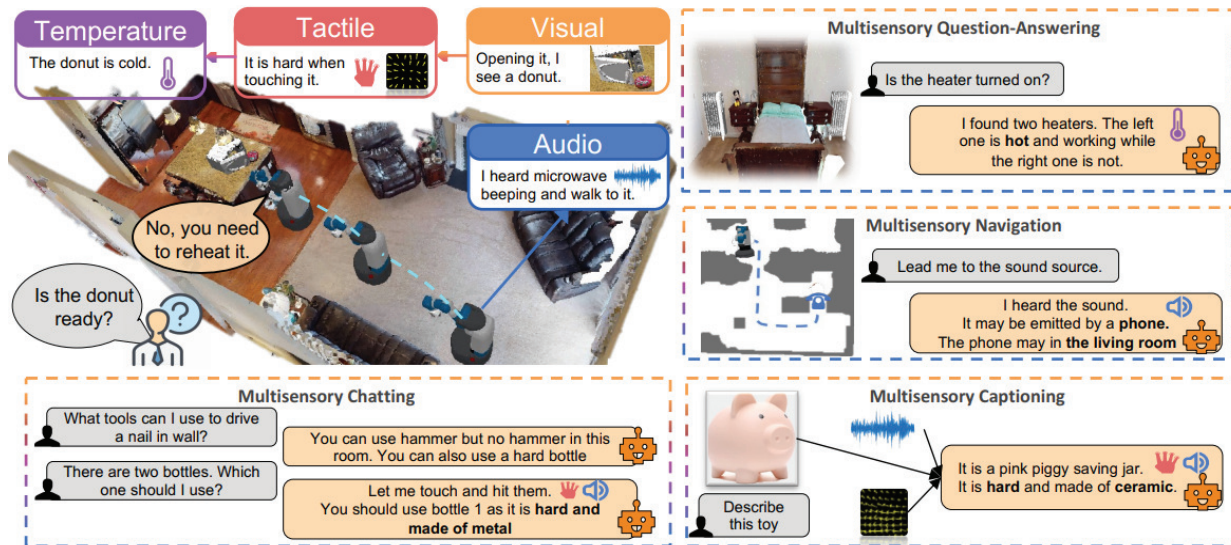 Temperature
The donut is cold.
Tactile
It is hard when
touching it.
Visual
Opening it, I
see a donut.
Audio
I heard microwave
beeping and walk to it.
No, you need
to reheat it.
Is the donut
ready?
Multisensory Question-Answering
Is the heater turned on?
I found two heaters. The left
one is hot and working while
the right one is not.
Multisensory Navigation
Lead me to the sound source.
I heard the sound.
It may be emitted by a phone.
The phone may in the living room
Multisensory Chatting
What tools can I use to drive
a nail in wall?
You can use hammer but no hammer in this
room. You can also use a hard bottle
There are two bottles. Which
one should I use?
Let me touch and hit them.
You should use bottle 1 as it is hard and
made of metal
Multisensory Captioning
Describe
this toy
It is a pink piggy saving jar.
It is hard and made of ceramic.